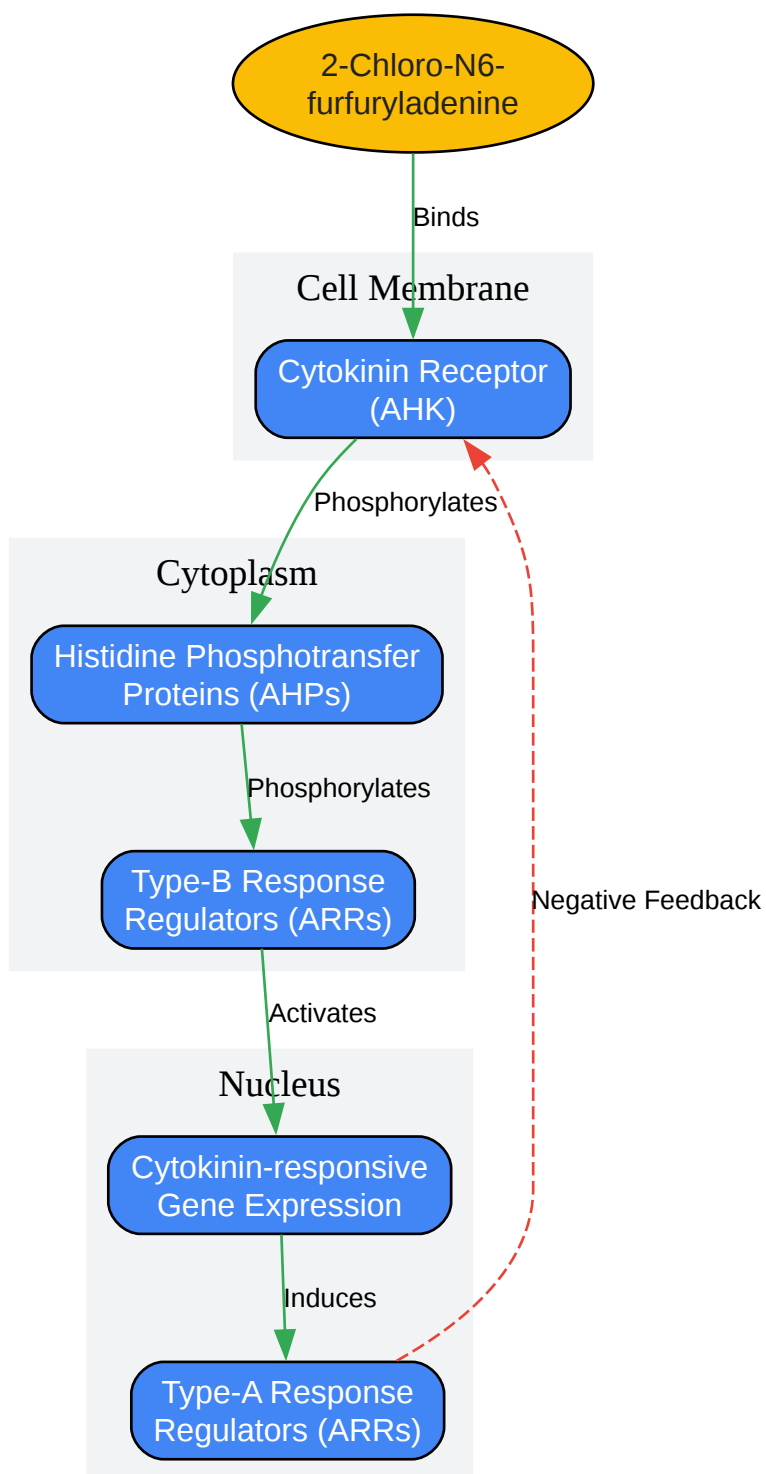 2-Chloro-N6-
furfuryladenine
Binds
Cell Membrane
Cytokinin Receptor
(AHK)
Phosphorylates
Cytoplasm
Histidine Phosphotransfer
Proteins (AHPs)
Phosphorylates
Type-B Response
Regulators (ARRs)
Negative Feedback
Activates
Nucleus
Cytokinin-responsive
Gene Expression
Induces
Type-A Response
Regulators (ARRs)